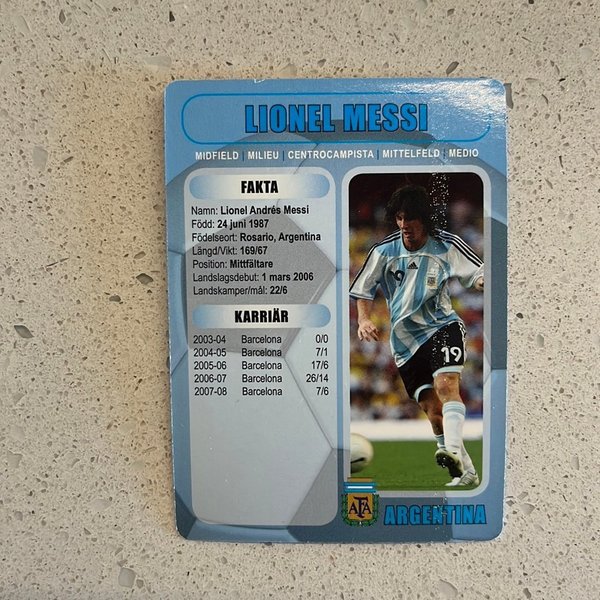 LIONEL MESSI
MIDFIELD | MILIEU | CENTROCAMPISTA | MITTELFELD | MEDIO
FAKTA
Namn: Lionel Andrés Messi
Född: 24 juni 1987
Födelseort: Rosario, Argentina
Längd/Vikt: 169/67
Position: Mittfältare
Landslagsdebut: 1 mars 2006
Landskamper/mål: 22/6
KARRIÄR
2003-04 Barcelona 0/0
2004-05 Barcelona 7/1
2005-06 Barcelona 17/6
2006-07 Barcelona 26/14
2007-08 Barcelona 7/6
19
19
AFA
ARGENTINA